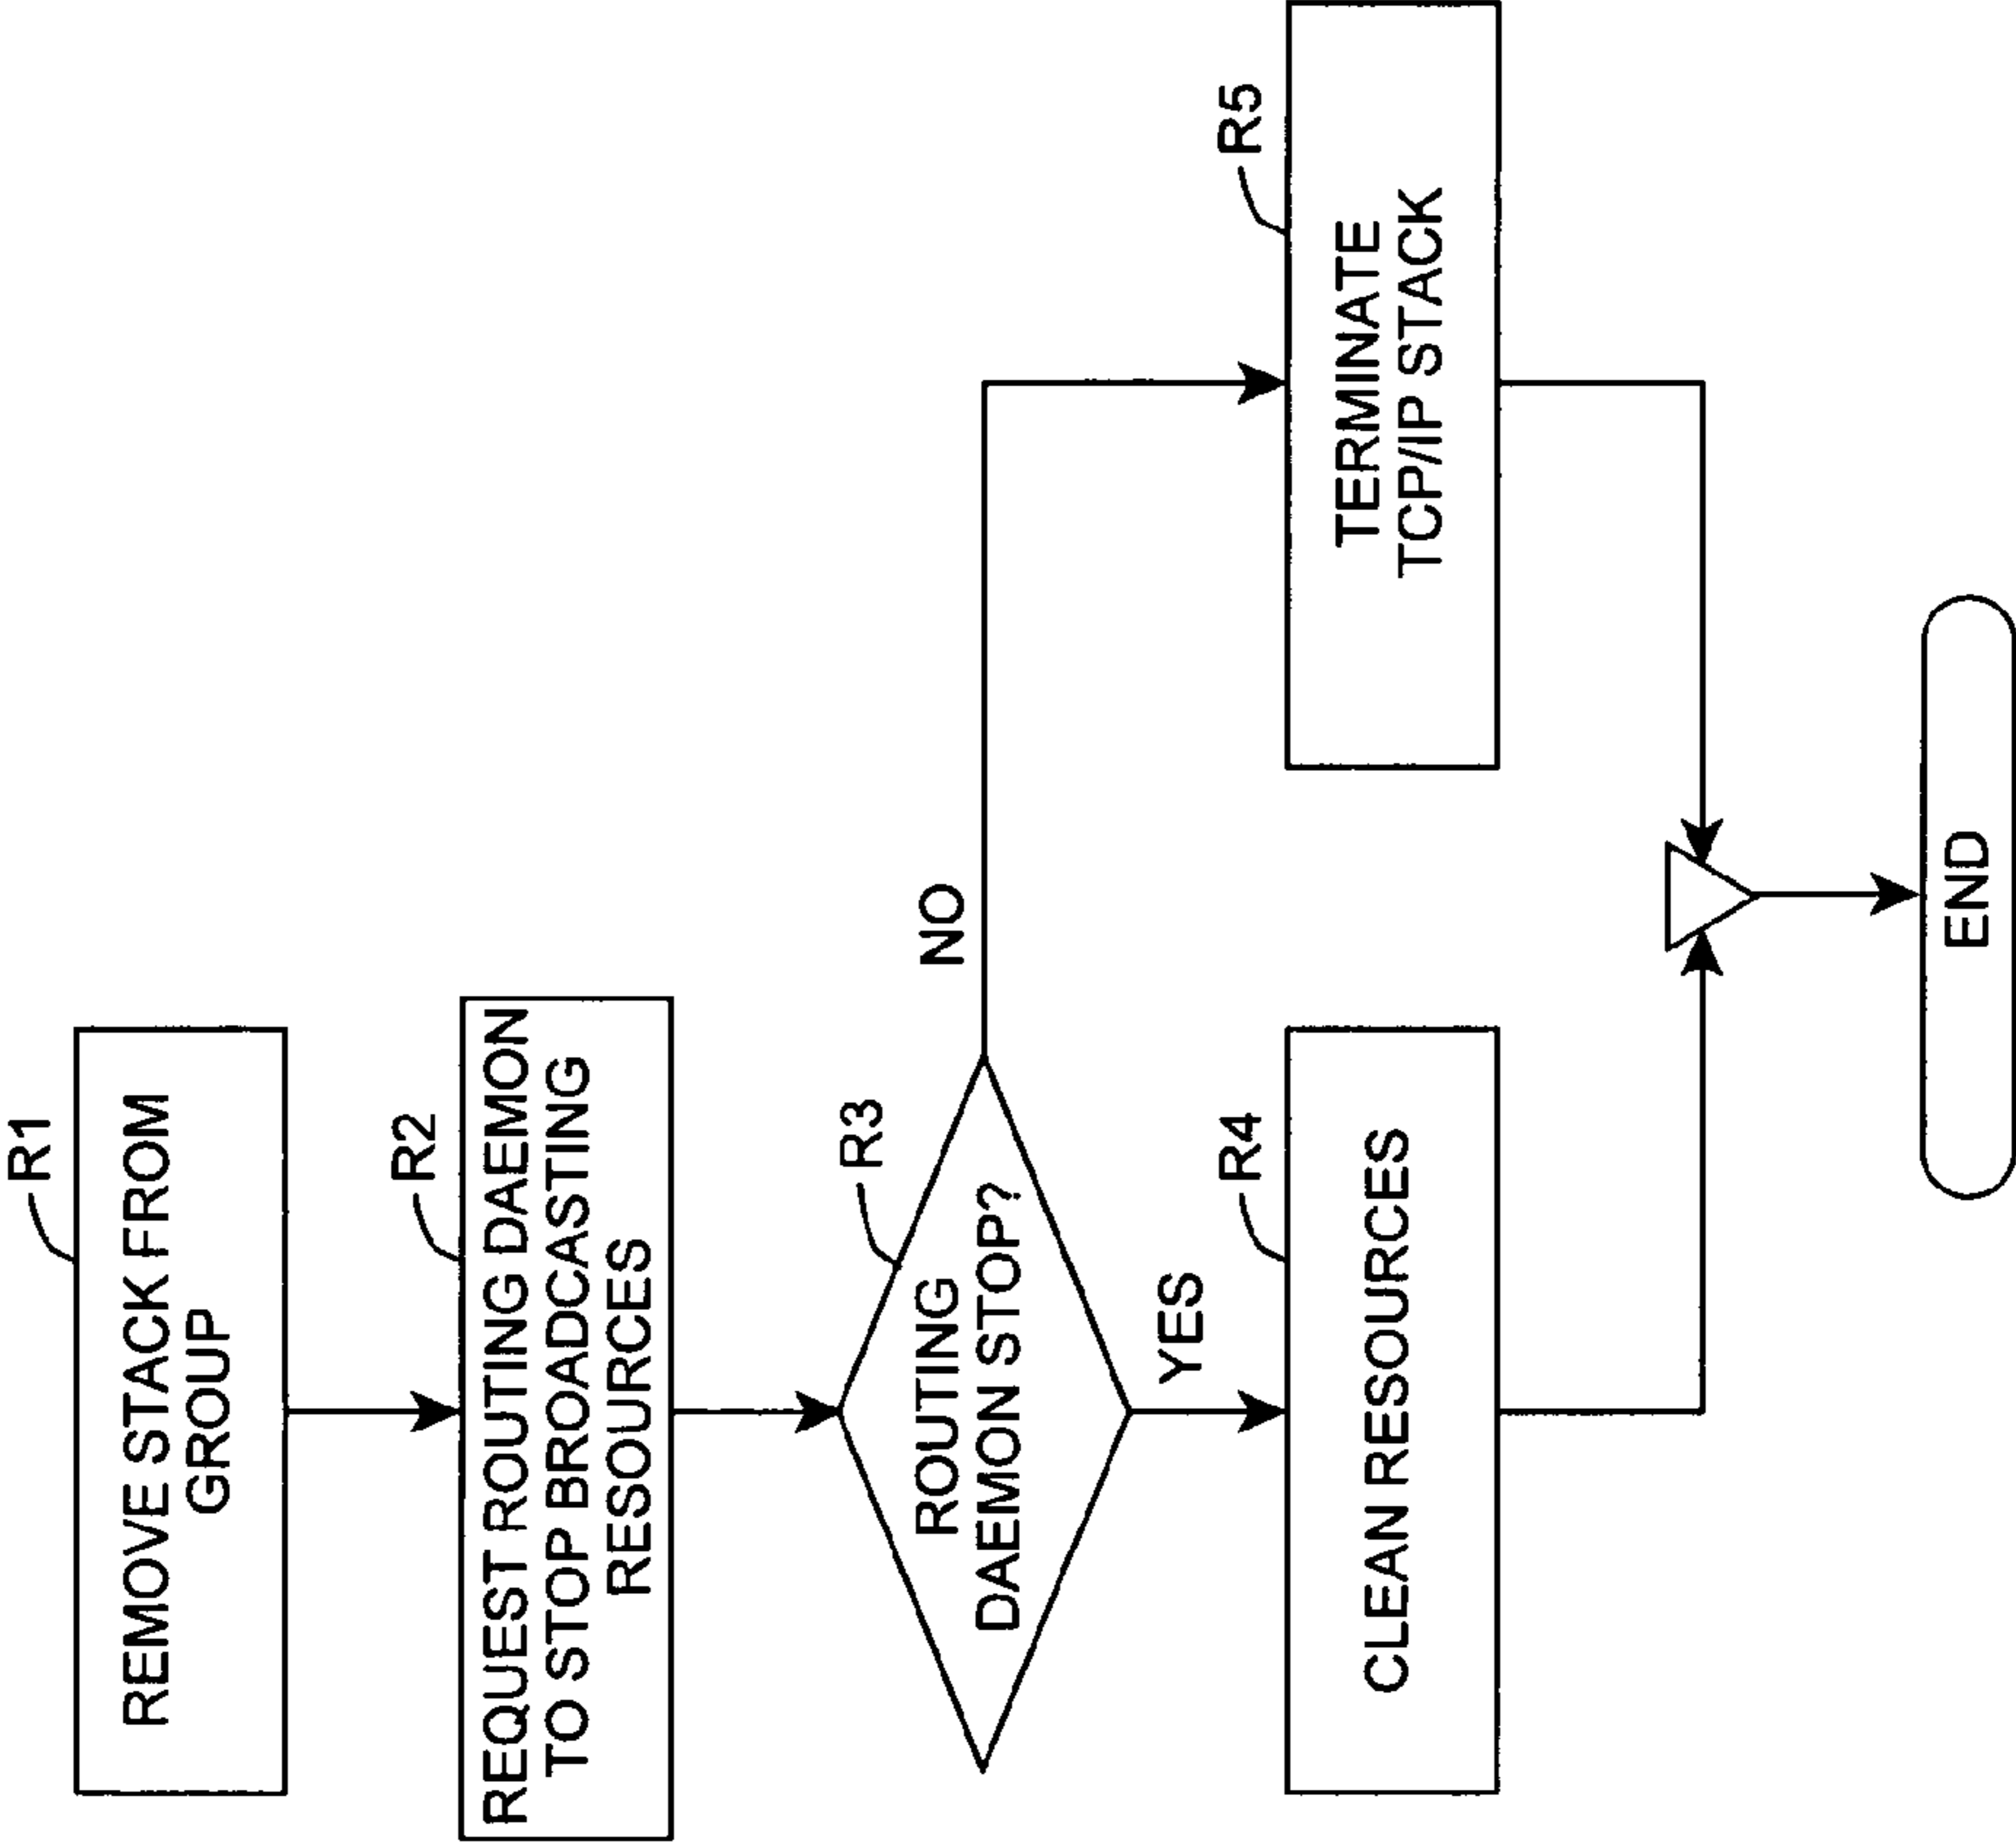 R1
REMOVE STACK FROM
GROUP
R2
REQUEST ROUTING DAEMON
TO STOP BROADCASTING
RESOURCES
R3
ROUTING
DAEMON STOP?
NO
YES
R4
CLEAN RESOURCES
R5
TERMINATE
TCP/IP STACK
END